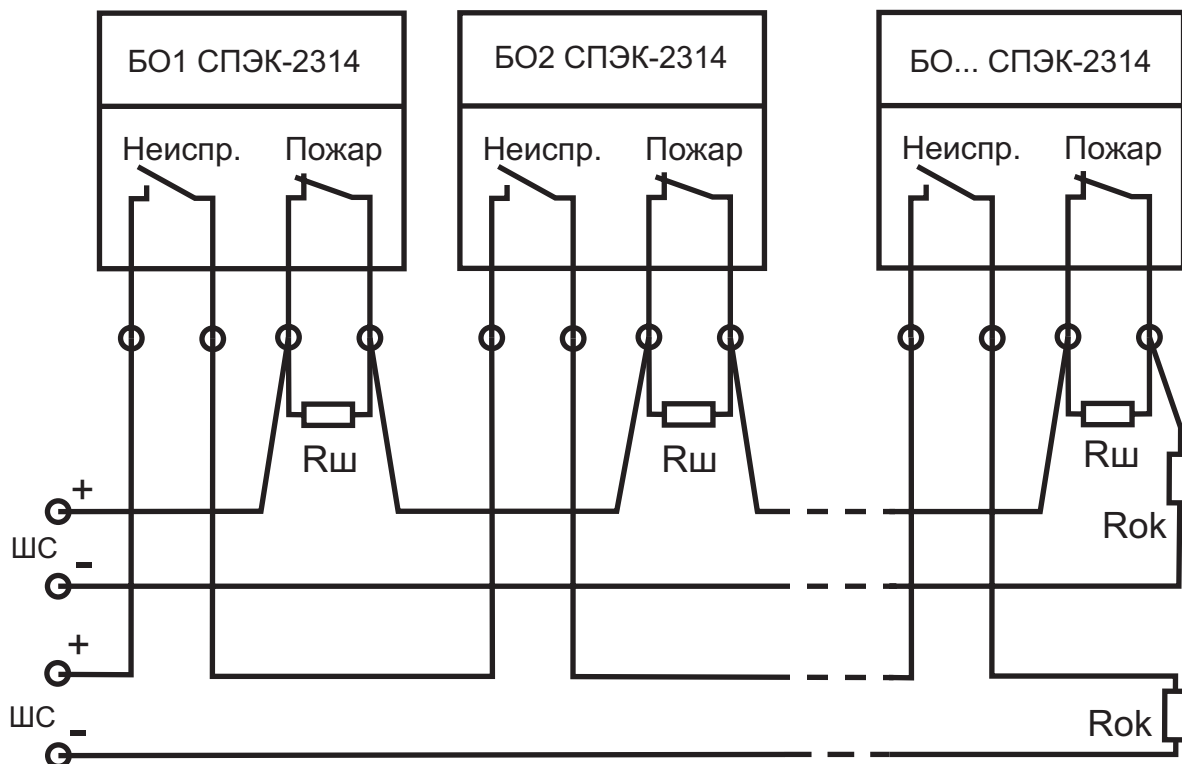 БО1 СПЭК-2314
БО2 СПЭК-2314
БО... СПЭК-2314
Неиспр. Пожар
Неиспр. Пожар
Неиспр. Пожар
Rш
Rш
Rш
+
ШС
-
Rok
+
ШС
-
Rok